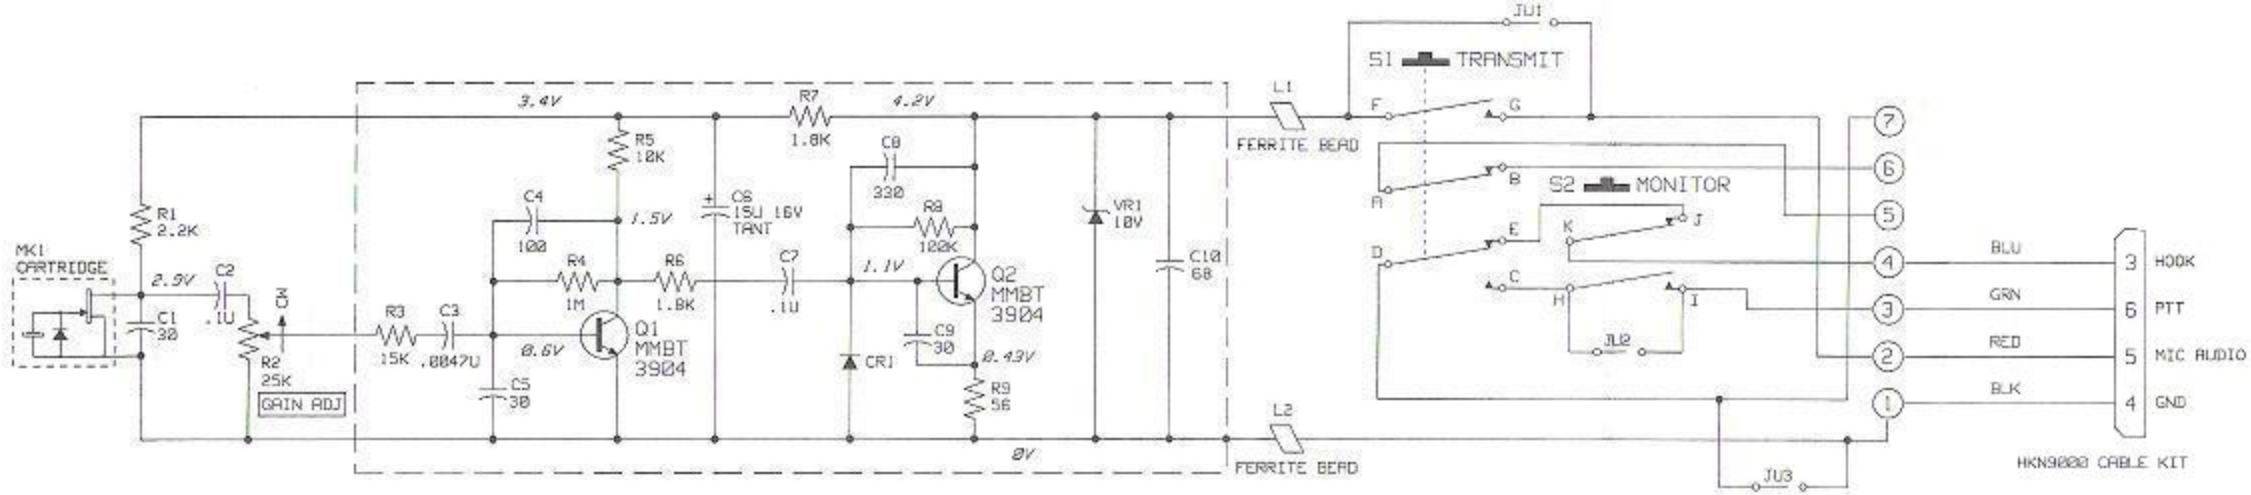 MK1
CARTRIDGE
R1
2.2K
2.9V
C1
30
C2
.1U
CW
R2
25K
GAIN ADJ
R3
15K
C3
.0047U
3.4V
R5
10K
C4
100
1.5V
R4
1M
0.6V
C5
30
Q1
MMBT
3904
R6
1.8K
+
C6
15U 16V
TANT
R7
1.8K
4.2V
C8
330
R8
100K
C7
.1U
1.1V
Q2
MMBT
3904
C9
30
0.43V
CR1
R9
56
0V
VR1
10V
C10
68
L1
FERRITE BEAD
L2
FERRITE BEAD
JU1
S1 TRANSMIT
F
G
A
B
S2 MONITOR
D
E
K
J
C
H
I
JU2
JU3
7
6
5
4
3
2
1
BLU
GRN
RED
BLK
3 HOOK
6 PTT
5 MIC AUDIO
4 GND
HKN9000 CABLE KIT